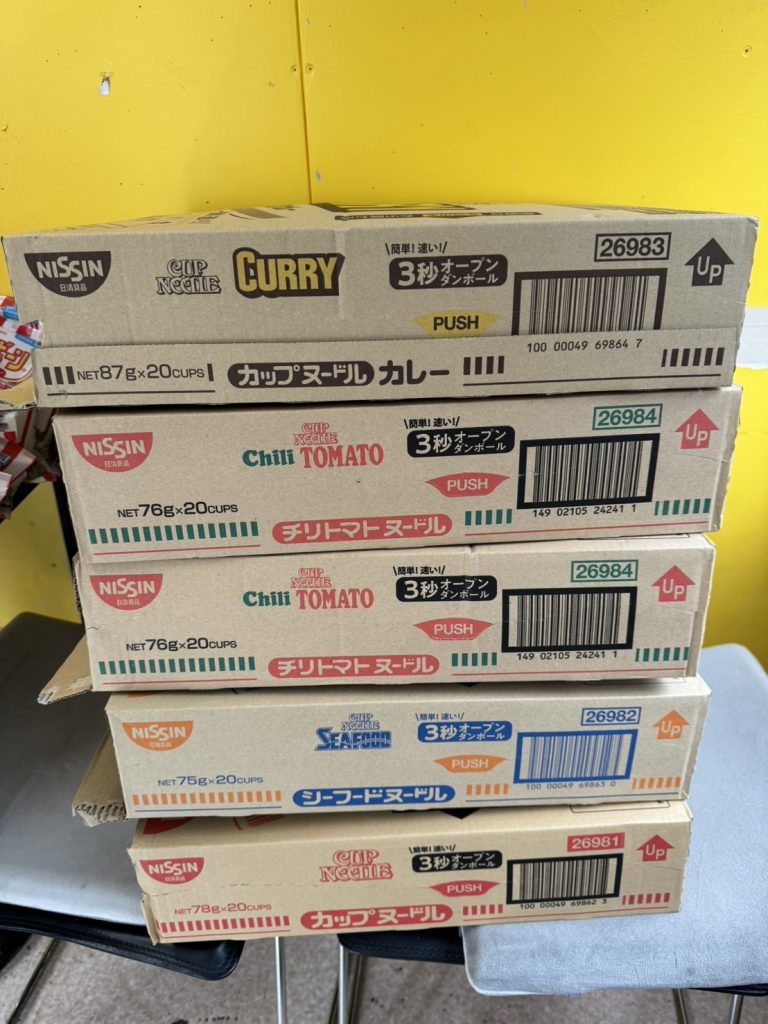 NISSIN
日清食品
CUP NOODLE
CURRY
\簡単!速い!/
3秒オープンダンボール
26983
UP
PUSH
100 00049 69864 7
NET87g×20CUPS
カップヌードル カレー
NISSIN
日清食品
CUP NOODLE
Chili TOMATO
\簡単!速い!/
3秒オープンダンボール
26984
UP
PUSH
149 02105 24241 1
NET76g×20CUPS
チリトマト ヌードル
NISSIN
日清食品
CUP NOODLE
Chili TOMATO
\簡単!速い!/
3秒オープンダンボール
26984
UP
PUSH
149 02105 24241 1
NET76g×20CUPS
チリトマト ヌードル
NISSIN
日清食品
CUP NOODLE
SEAFOOD
\簡単!速い!/
3秒オープンダンボール
26982
UP
PUSH
100 00049 69863 0
NET75g×20CUPS
シーフードヌードル
NISSIN
日清食品
CUP NOODLE
\簡単!速い!/
3秒オープンダンボール
26981
UP
PUSH
100 00049 69862 3
NET78g×20CUPS
カップヌードル